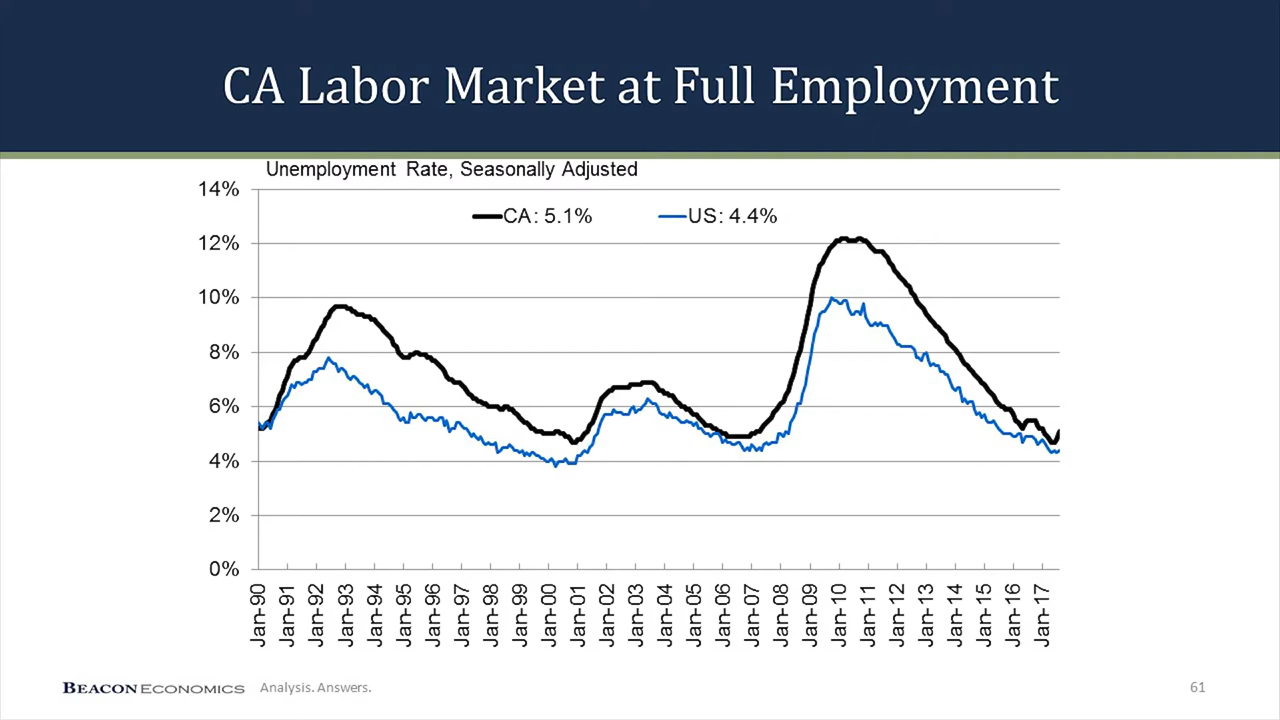 CA Labor Market at Full Employment
Unemployment Rate, Seasonally Adjusted
14%
CA: 5.1%
US: 4.4%
12%
10%
8%
6%
4%
2%
0%
Jan-90
Jan-91
Jan-92
Jan-93
Jan-94
Jan-95
Jan-96
Jan-97
Jan-98
Jan-99
Jan-00
Jan-01
Jan-02
Jan-03
Jan-04
Jan-05
Jan-06
Jan-07
Jan-08
Jan-09
Jan-10
Jan-11
Jan-12
Jan-13
Jan-14
Jan-15
Jan-16
Jan-17
BEACON ECONOMICS Analysis. Answers.
61